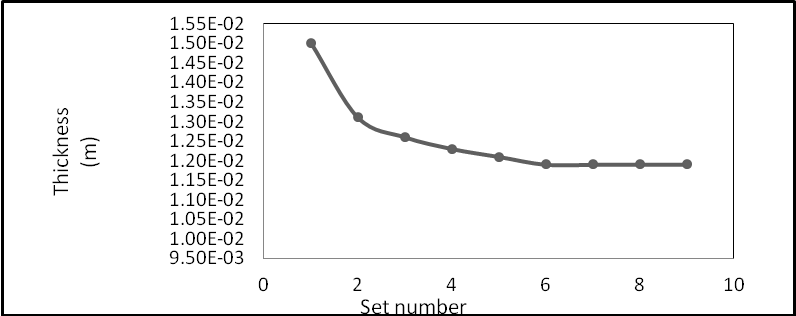 1.55E-02
1.50E-02
1.45E-02
1.40E-02
1.35E-02
1.30E-02
1.25E-02
1.20E-02
1.15E-02
1.10E-02
1.05E-02
1.00E-02
9.50E-03
Thickness
(m)
0 2 4 6 8 10
Set number